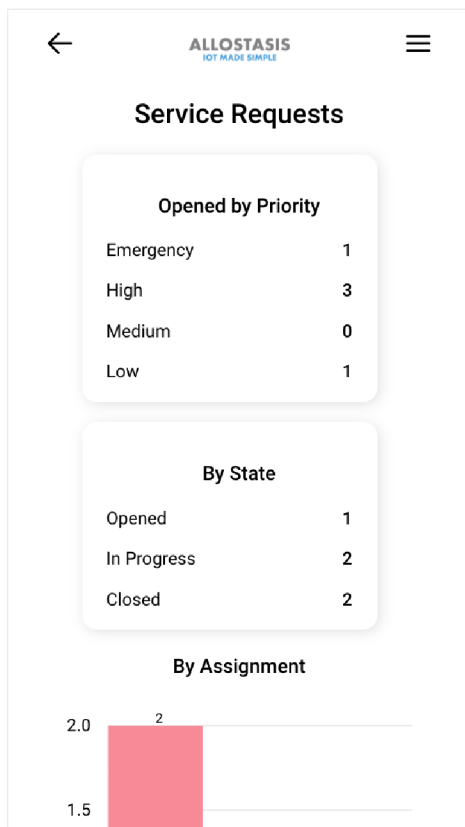 ALLOSTASIS
IOT MADE SIMPLE
Service Requests
Opened by Priority
Emergency 1
High 3
Medium 0
Low 1
By State
Opened 1
In Progress 2
Closed 2
By Assignment
2
2.0
1.5